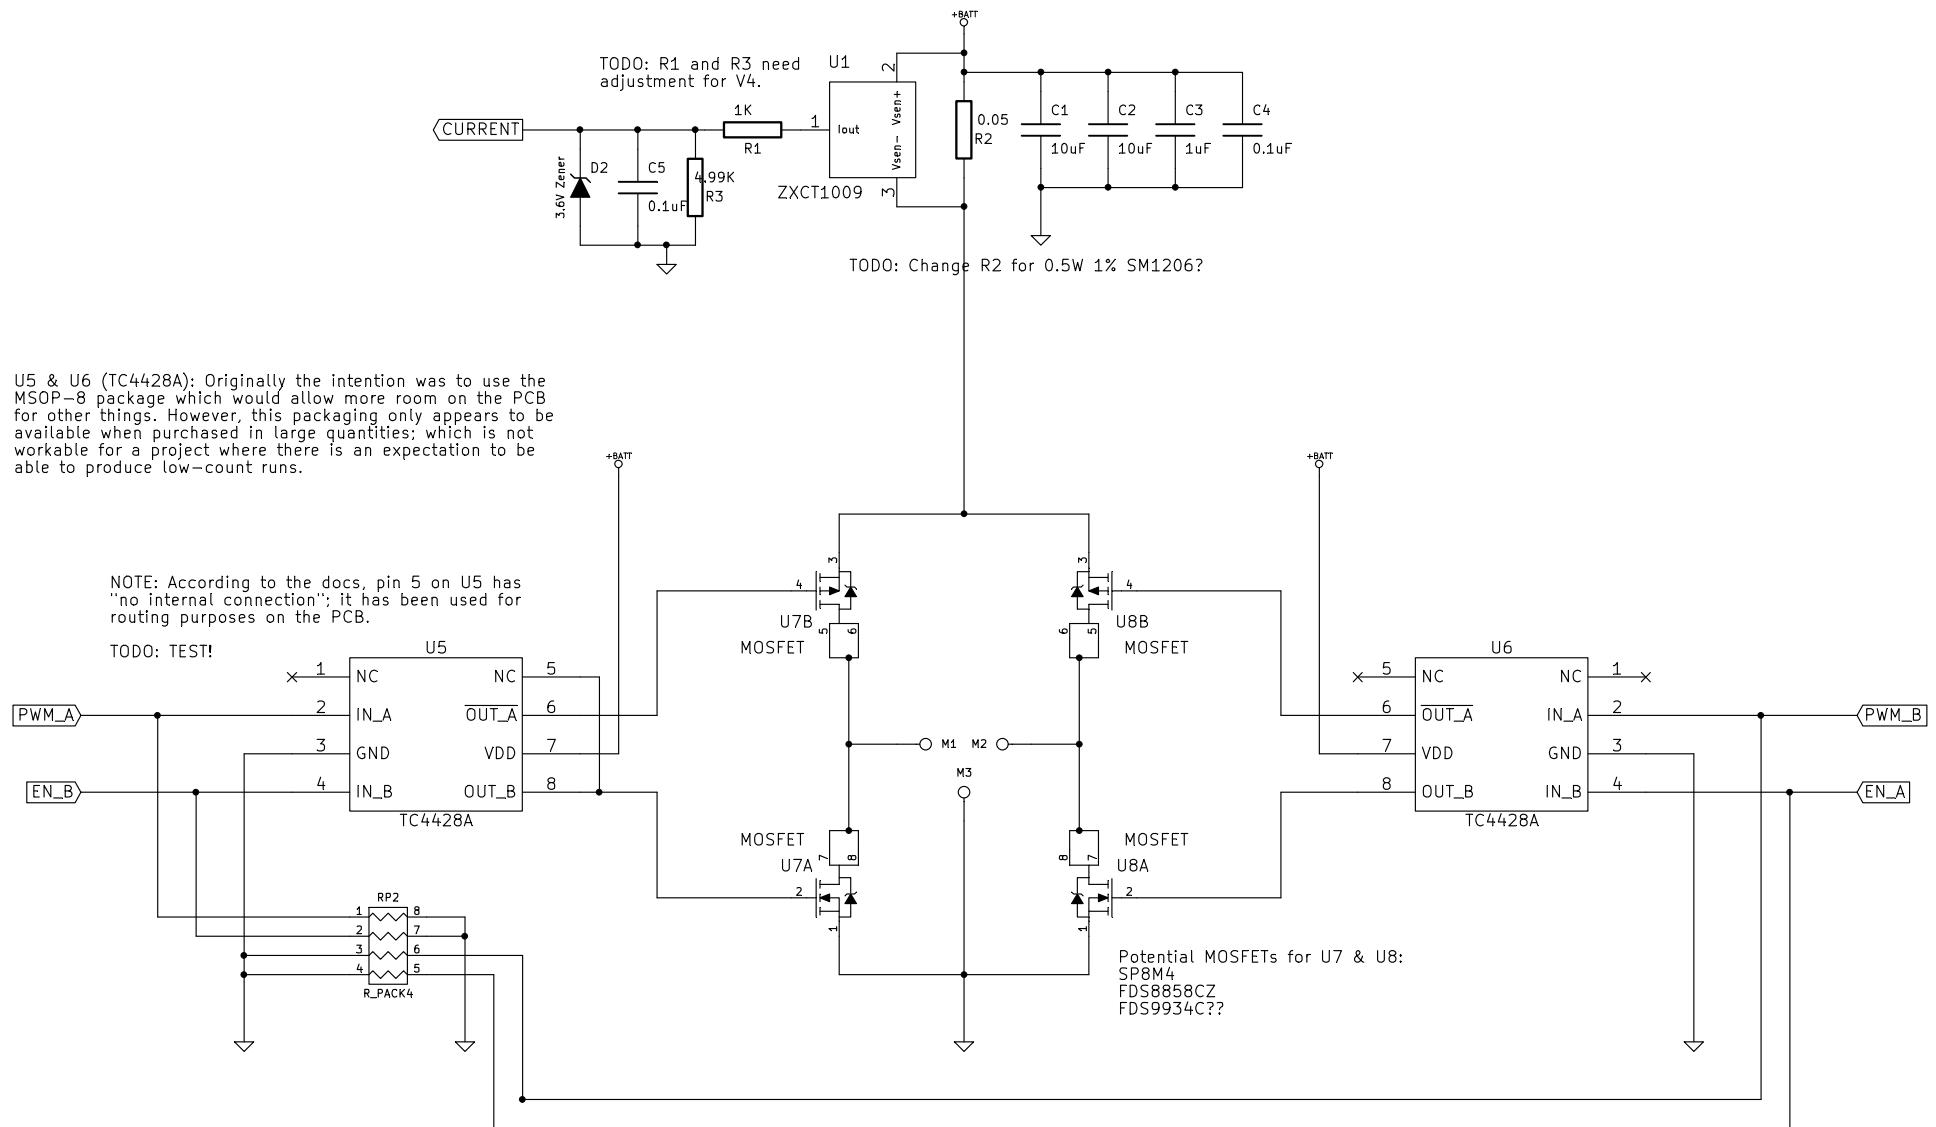 +BATT
TODO: R1 and R3 need
adjustment for V4.
U1
2
1K
CURRENT
1
Iout
Vsen+
Vsen-
R1
0.05
R2
C1
10uF
C2
10uF
C3
1uF
C4
0.1uF
3.6V Zener
D2
C5
0.1uF
4.99K
R3
ZXCT1009
3
TODO: Change R2 for 0.5W 1% SM1206?
U5 & U6 (TC4428A): Originally the intention was to use the
MSOP-8 package which would allow more room on the PCB
for other things. However, this packaging only appears to be
available when purchased in large quantities; which is not
workable for a project where there is an expectation to be
able to produce low-count runs.
+BATT
+BATT
NOTE: According to the docs, pin 5 on U5 has
"no internal connection"; it has been used for
routing purposes on the PCB.
TODO: TEST!
3
4
U7B
MOSFET
5
6
3
4
U8B
MOSFET
6
5
U5
1
NC
NC
5
PWM_A
2
IN_A
OUT_A
6
3
GND
VDD
7
EN_B
4
IN_B
OUT_B
8
TC4428A
M1
M2
M3
U6
5
NC
NC
1
6
OUT_A
IN_A
2
PWM_B
7
VDD
GND
3
8
OUT_B
IN_B
4
EN_A
TC4428A
MOSFET
7
8
U7A
2
1
MOSFET
8
7
U8A
2
1
RP2
1
8
2
7
3
6
4
5
R_PACK4
Potential MOSFETs for U7 & U8:
SP8M4
FDS8858CZ
FDS9934C??